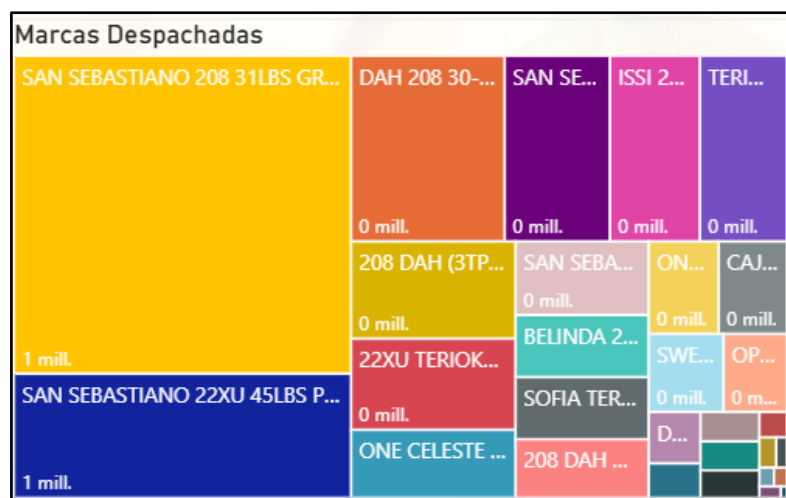 Marcas Despachadas
SAN SEBASTIANO 208 31LBS GR...
1 mill.
SAN SEBASTIANO 22XU 45LBS P...
1 mill.
DAH 208 30-...
0 mill.
SAN SE...
0 mill.
ISSI 2...
0 mill.
TERI...
0 mill.
208 DAH (3TP...
0 mill.
22XU TERIOK...
0 mill.
ONE CELESTE ...
SAN SEBA...
0 mill.
BELINDA 2...
SOFIA TER...
208 DAH ...
ON...
0 mill.
CAJ...
0 mill.
SWE...
0 mill.
OP...
0 m...
D...